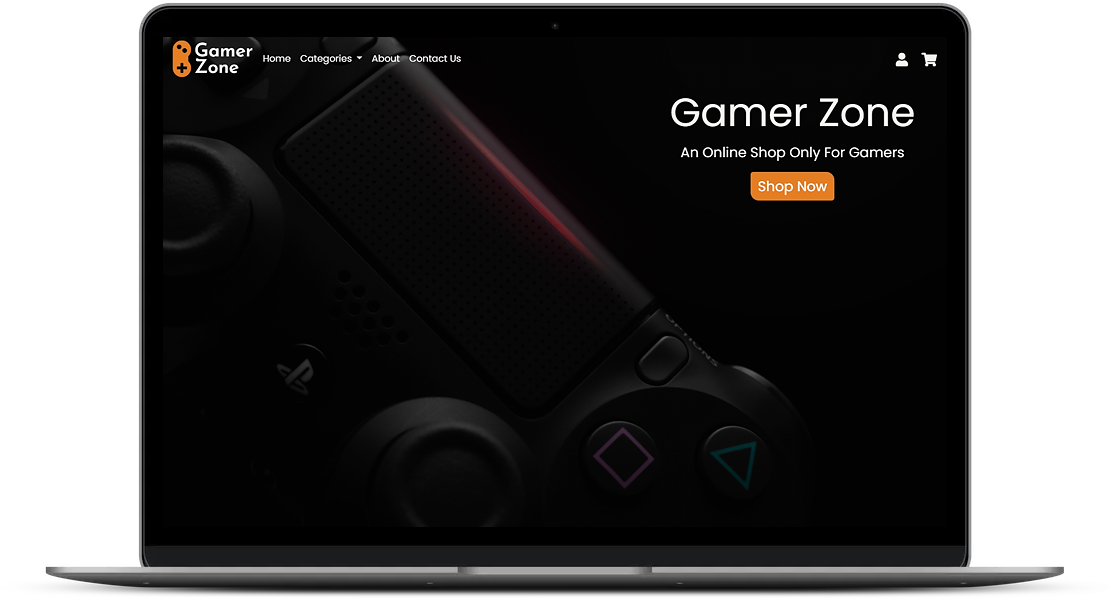 Gamer
Zone
Home Categories About Contact Us
Gamer Zone
An Online Shop Only For Gamers
Shop Now
OPTIONS